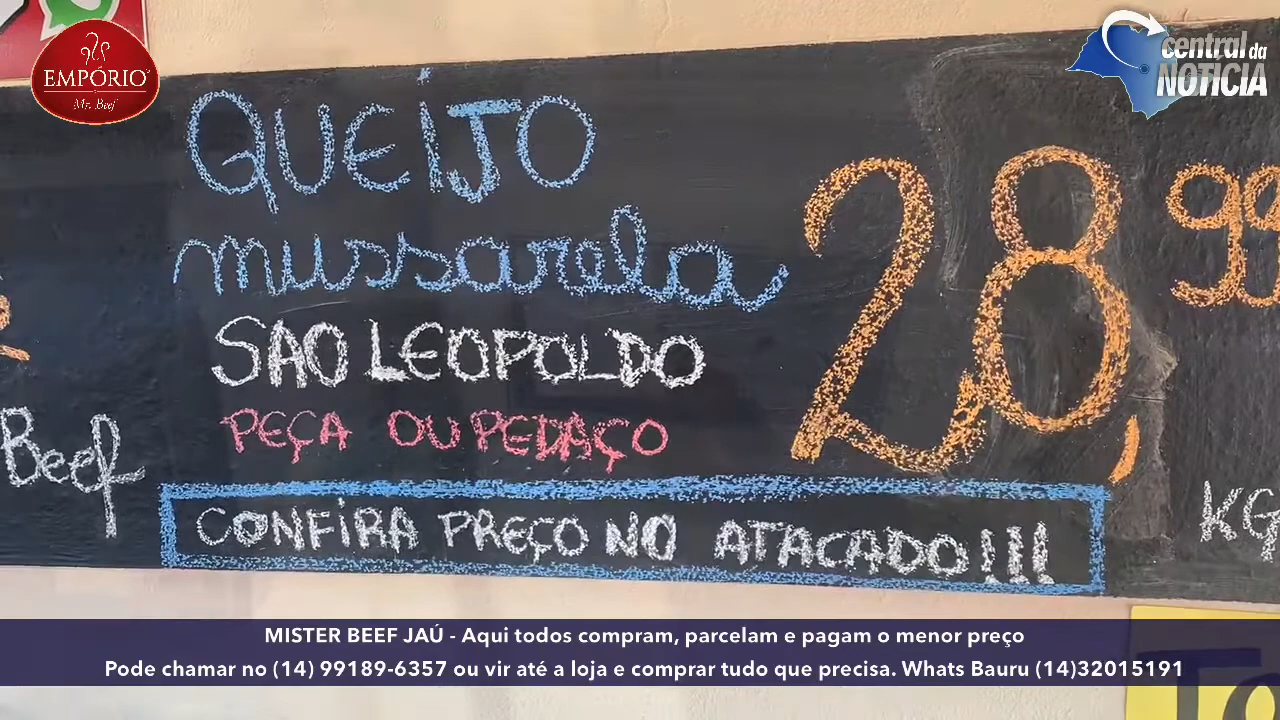 EMPÓRIO
Mr. Beef
central da
NOTÍCIA
QUEIJO
mussarela
28,99
SAO LEOPOLDO
PEÇA OU PEDAÇO
Beef
CONFIRA PREÇO NO ATACADO!!!
KG
MISTER BEEF JAÚ - Aqui todos compram, parcelam e pagam o menor preço
Pode chamar no (14) 99189-6357 ou vir até a loja e comprar tudo que precisa. Whats Bauru (14)32015191